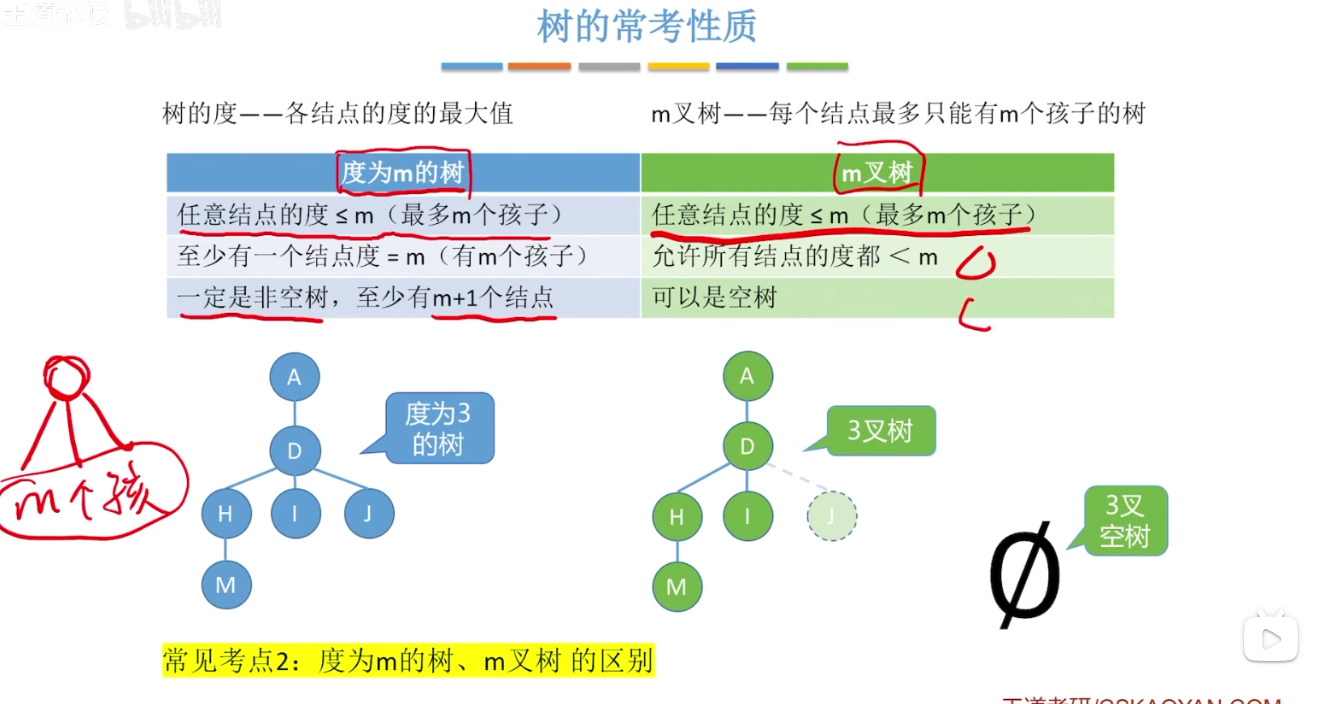 bilibili
树的常考性质
树的度——各结点的度的最大值
m叉树——每个结点最多只能有m个孩子的树
度为m的树
m叉树
任意结点的度 ≤ m（最多m个孩子）
任意结点的度 ≤ m（最多m个孩子）
至少有一个结点度 = m（有m个孩子）
允许所有结点的度都 < m
一定是非空树，至少有m+1个结点
可以是空树
A
D
H I J
M
度为3
的树
m个孩
A
D
H I J
M
3叉树
Ø
3叉
空树
常见考点2：度为m的树、m叉树 的区别
王道考研/CSKAOYAN.COM